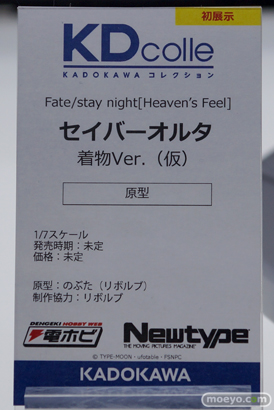 初展示
KDcolle
KADOKAWA コレクション
Fate/stay night[Heaven's Feel]
セイバーオルタ
着物Ver.（仮）
原型
1/7スケール
発売時期：未定
価格：未定
原型：のぶた（リボルブ）
制作協力：リボルブ
DENGEKI HOBBY WEB
電ホビ
Newtype
THE MOVING PICTURES MAGAZINE
© TYPE-MOON・ufotable・FSNPC
KADOKAWA
moeyo.com